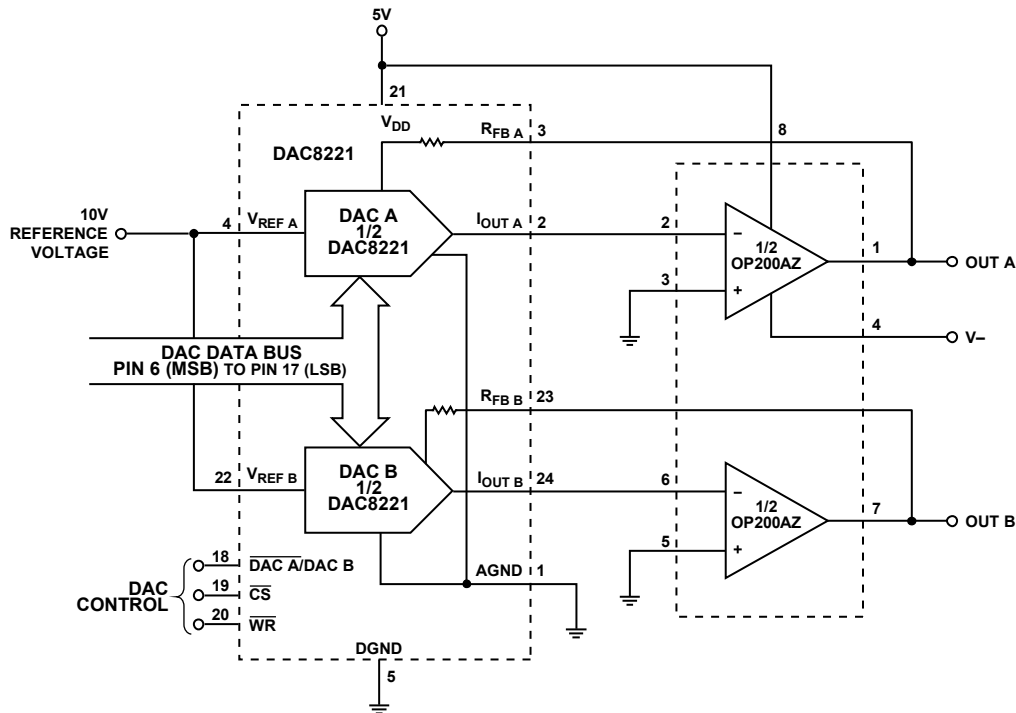 5V
21
V_DD
R_FB A 3
8
DAC8221
10V
REFERENCE
VOLTAGE
4
V_REF A
DAC A
1/2
DAC8221
I_OUT A
2
2
1/2
OP200AZ
–
+
1
OUT A
3
4
V–
DAC DATA BUS
PIN 6 (MSB) TO PIN 17 (LSB)
R_FB B 23
22
V_REF B
DAC B
1/2
DAC8221
I_OUT B
24
6
1/2
OP200AZ
–
+
7
OUT B
5
DAC
CONTROL
18
D̅A̅C̅ ̅A̅/DAC B
19
C̅S̅
20
W̅R̅
AGND
1
DGND
5